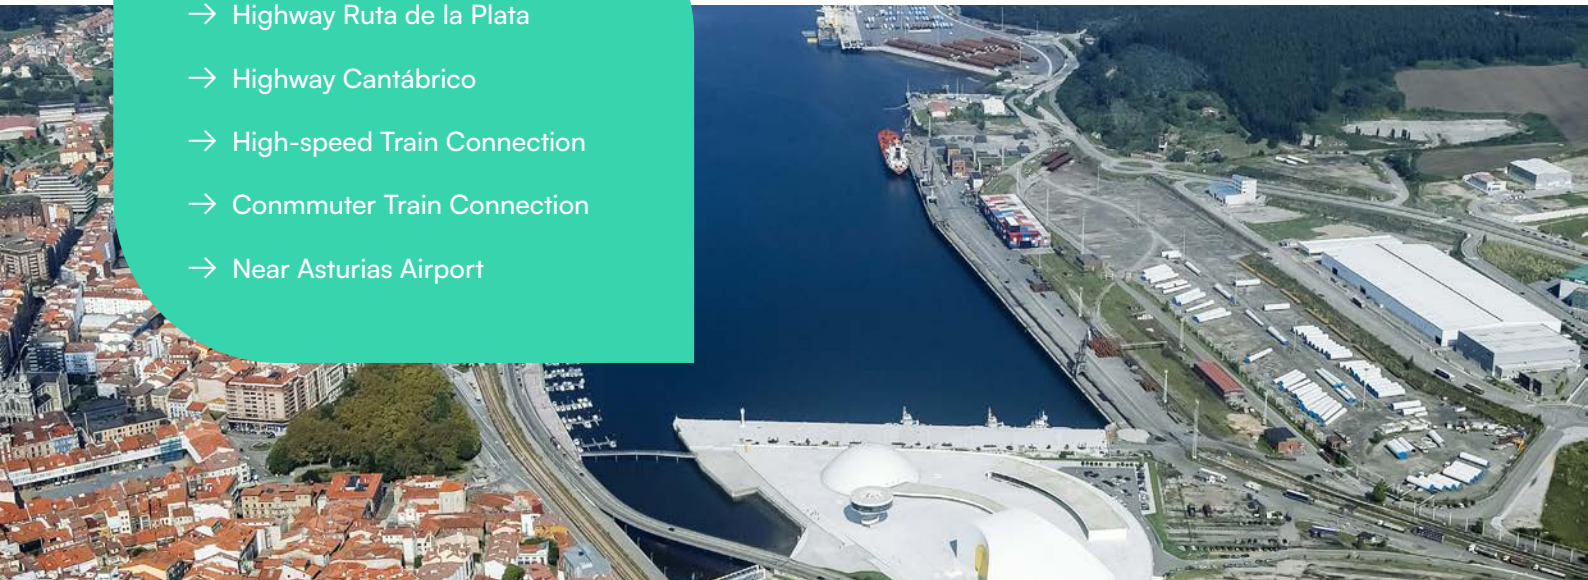 → Highway Ruta de la Plata
→ Highway Cantábrico
→ High-speed Train Connection
→ Conmmuter Train Connection
→ Near Asturias Airport